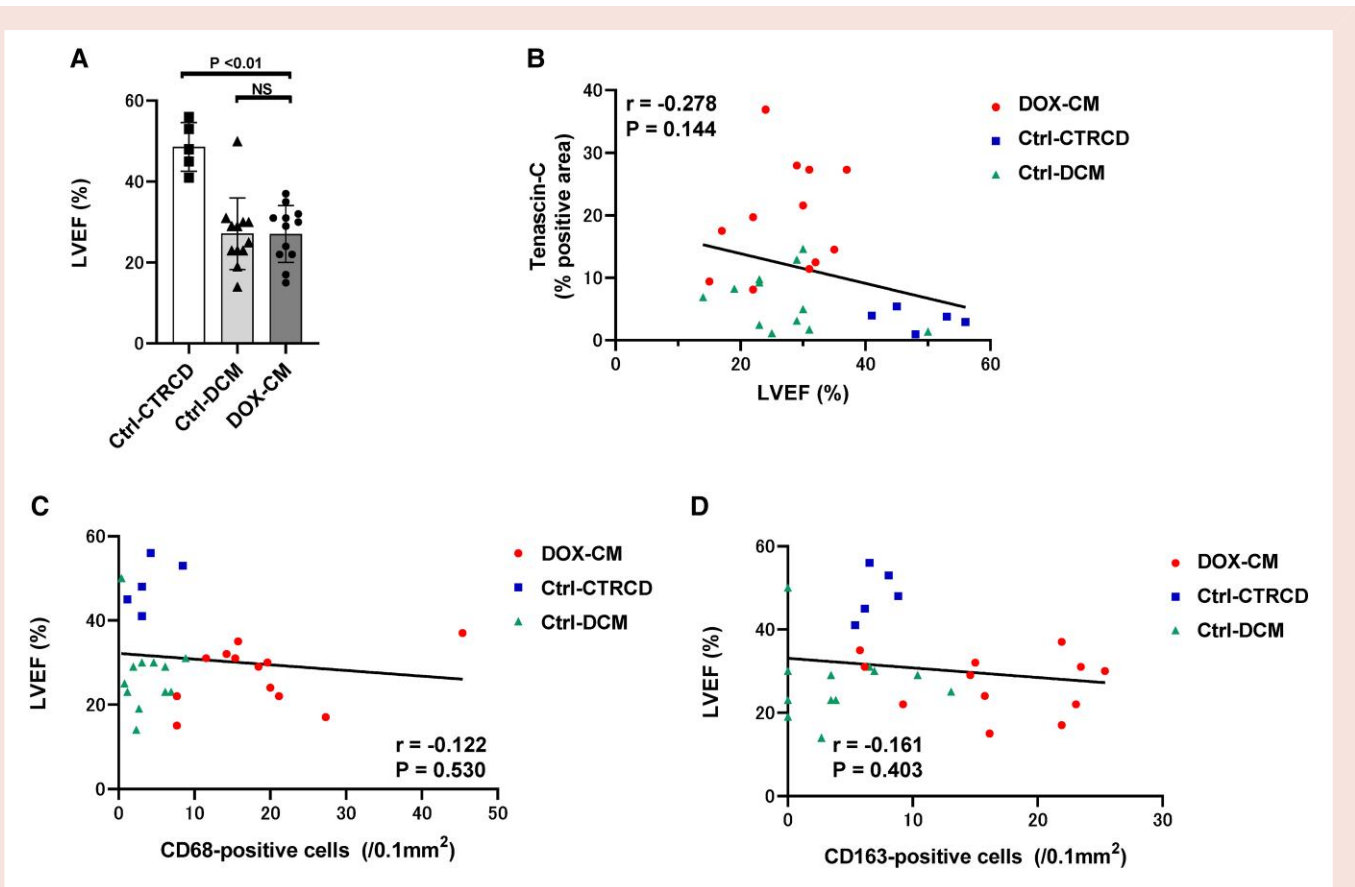 A
P <0.01
NS
60
40
20
0
LVEF (%)
Ctrl-CTRCD
Ctrl-DCM
DOX-CM
B
r = -0.278
P = 0.144
40
30
20
10
0
Tenascin-C
(% positive area)
0 20 40 60
LVEF (%)
DOX-CM
Ctrl-CTRCD
Ctrl-DCM
C
60
40
20
0
LVEF (%)
r = -0.122
P = 0.530
0 10 20 30 40 50
CD68-positive cells (/0.1mm²)
DOX-CM
Ctrl-CTRCD
Ctrl-DCM
D
60
40
20
0
LVEF (%)
r = -0.161
P = 0.403
0 10 20 30
CD163-positive cells (/0.1mm²)
DOX-CM
Ctrl-CTRCD
Ctrl-DCM